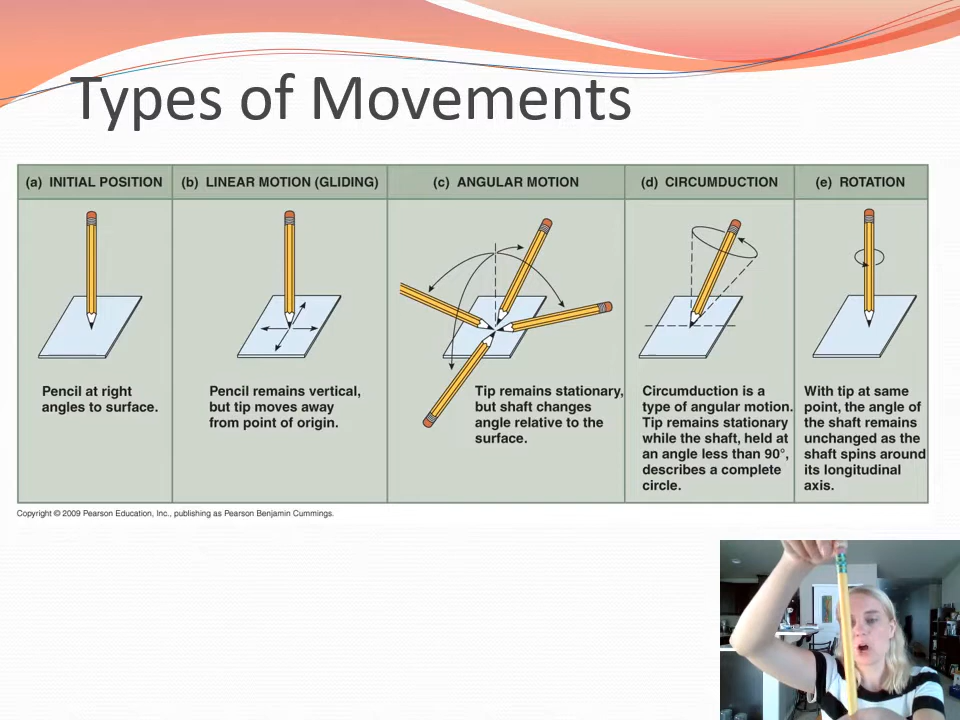 Types of Movements
(a) INITIAL POSITION
(b) LINEAR MOTION (GLIDING)
(c) ANGULAR MOTION
(d) CIRCUMDUCTION
(e) ROTATION
Pencil at right
angles to surface.
Pencil remains vertical,
but tip moves away
from point of origin.
Tip remains stationary,
but shaft changes
angle relative to the
surface.
Circumduction is a
type of angular motion.
Tip remains stationary
while the shaft, held at
an angle less than 90°,
describes a complete
circle.
With tip at same
point, the angle of
the shaft remains
unchanged as the
shaft spins around
its longitudinal
axis.
Copyright © 2009 Pearson Education, Inc., publishing as Pearson Benjamin Cummings.